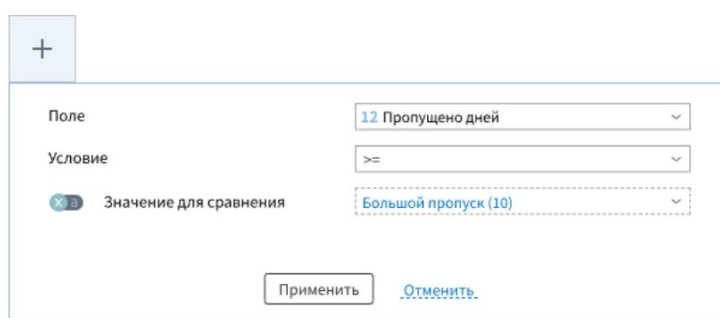 +
Поле
12 Пропущено дней
Условие
>=
x a Значение для сравнения
Большой пропуск (10)
Применить Отменить